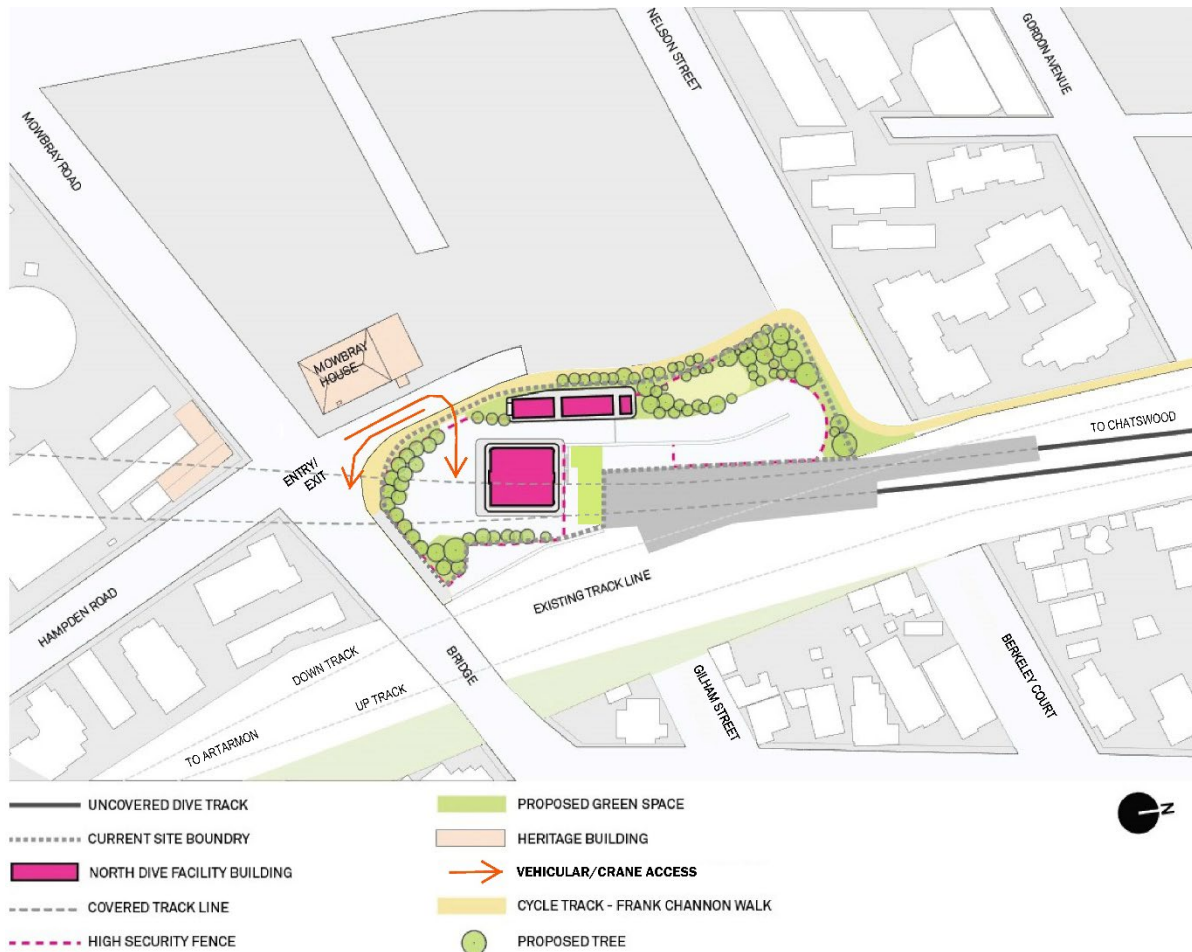 MOWBRAY ROAD
NELSON STREET
GORDON AVENUE
MOWBRAY
HOUSE
ENTRY/
EXIT
TO CHATSWOOD
HAMPDEN ROAD
EXISTING TRACK LINE
DOWN TRACK
UP TRACK
BRIDGE
TO ARTARMON
GILHAM STREET
BERKELEY COURT
UNCOVERED DIVE TRACK
CURRENT SITE BOUNDRY
NORTH DIVE FACILITY BUILDING
COVERED TRACK LINE
HIGH SECURITY FENCE
PROPOSED GREEN SPACE
HERITAGE BUILDING
VEHICULAR/CRANE ACCESS
CYCLE TRACK - FRANK CHANNON WALK
PROPOSED TREE
N